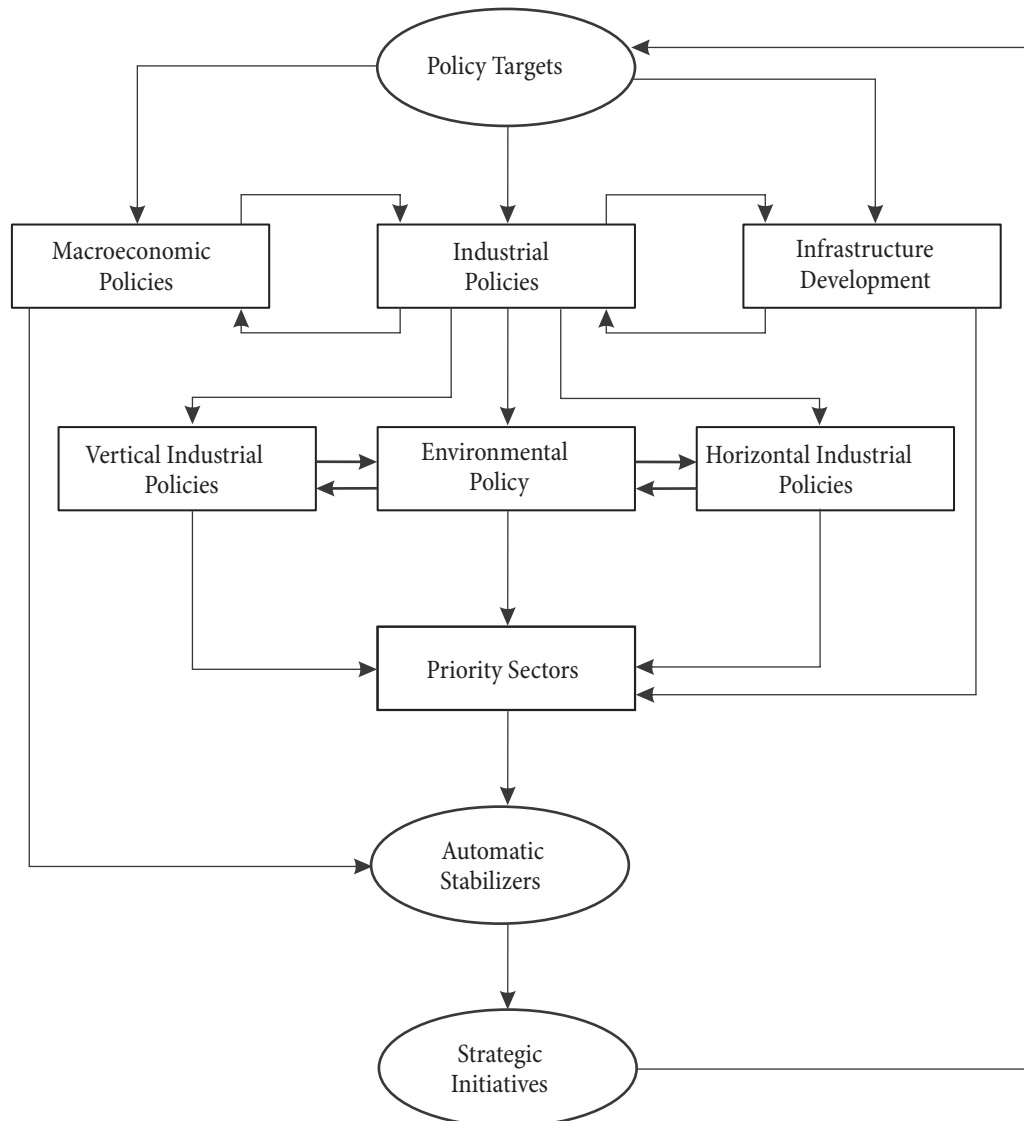 Policy Targets
Macroeconomic
Policies
Industrial
Policies
Infrastructure
Development
Vertical Industrial
Policies
Environmental
Policy
Horizontal Industrial
Policies
Priority Sectors
Automatic
Stabilizers
Strategic
Initiatives